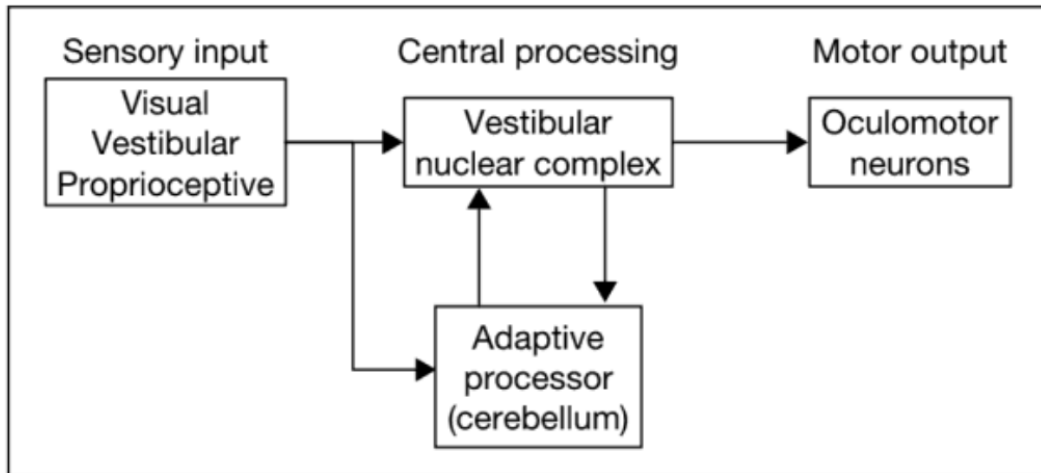 Sensory input
Visual
Vestibular
Proprioceptive
Central processing
Vestibular
nuclear complex
Adaptive
processor
(cerebellum)
Motor output
Oculomotor
neurons